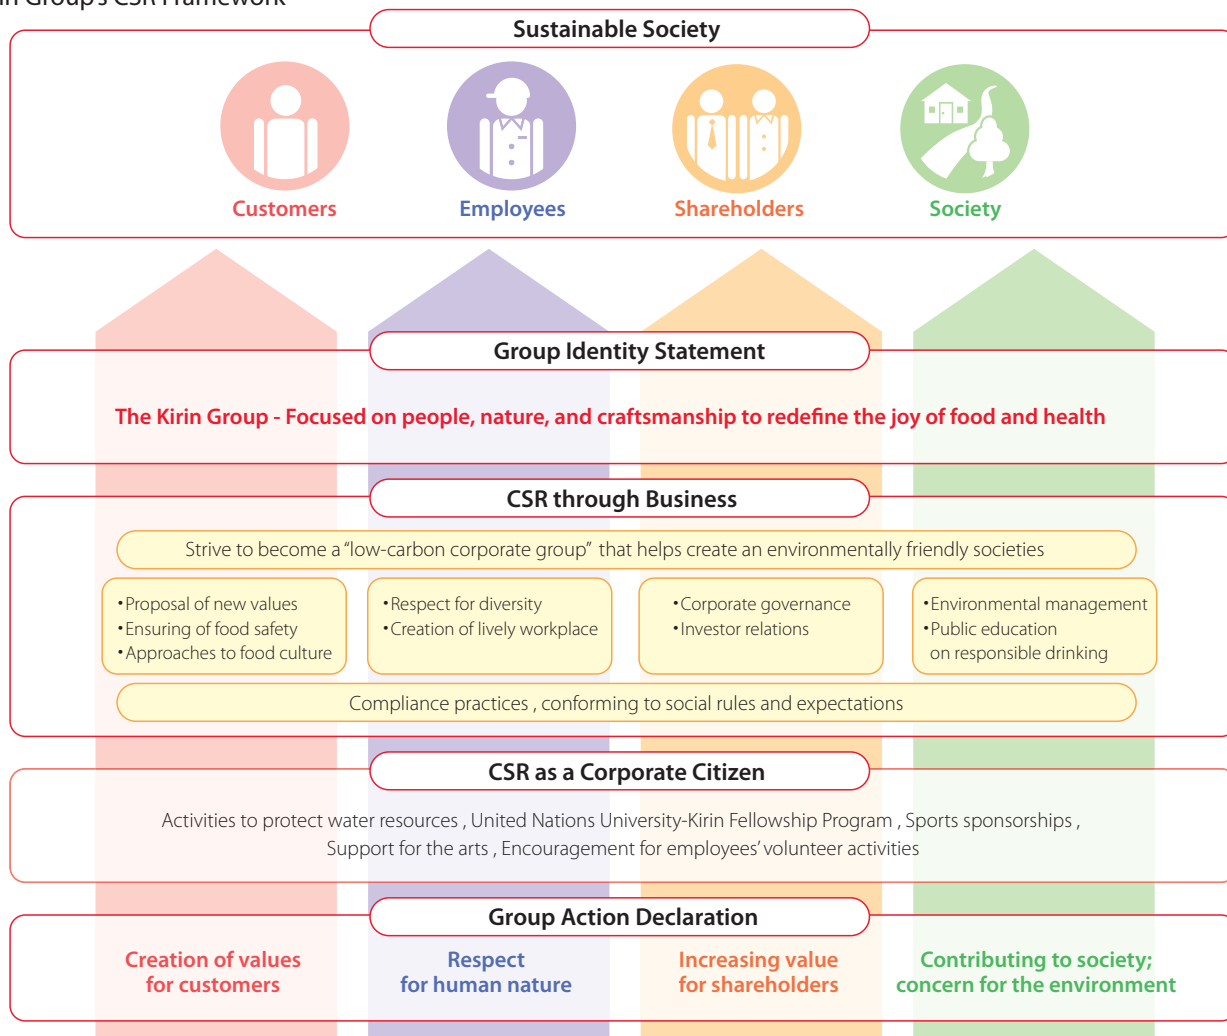 in Group's CSR Framework
Sustainable Society
Customers
Employees
Shareholders
Society
Group Identity Statement
The Kirin Group - Focused on people, nature, and craftsmanship to redefine the joy of food and health
CSR through Business
Strive to become a "low-carbon corporate group" that helps create an environmentally friendly societies
•Proposal of new values
•Ensuring of food safety
•Approaches to food culture
•Respect for diversity
•Creation of lively workplace
•Corporate governance
•Investor relations
•Environmental management
•Public education
on responsible drinking
Compliance practices , conforming to social rules and expectations
CSR as a Corporate Citizen
Activities to protect water resources , United Nations University-Kirin Fellowship Program , Sports sponsorships ,
Support for the arts , Encouragement for employees' volunteer activities
Group Action Declaration
Creation of values
for customers
Respect
for human nature
Increasing value
for shareholders
Contributing to society;
concern for the environment